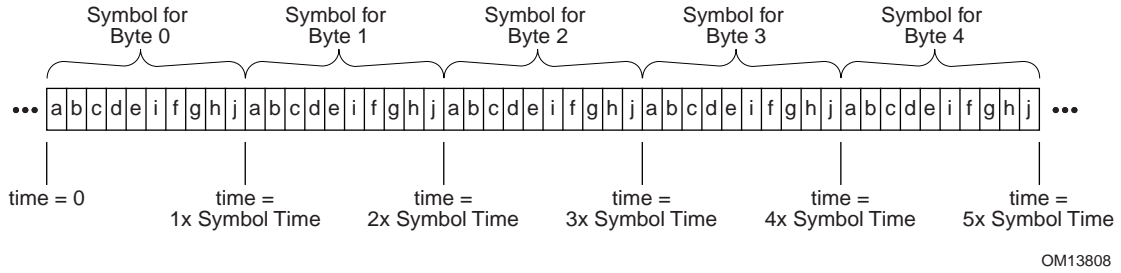 Symbol for Symbol for Symbol for Symbol for Symbol for
Byte 0 Byte 1 Byte 2 Byte 3 Byte 4
••• a b c d e i f g h j a b c d e i f g h j a b c d e i f g h j a b c d e i f g h j a b c d e i f g h j •••
time = 0 time = time = time = time = time =
1x Symbol Time 2x Symbol Time 3x Symbol Time 4x Symbol Time 5x Symbol Time
OM13808